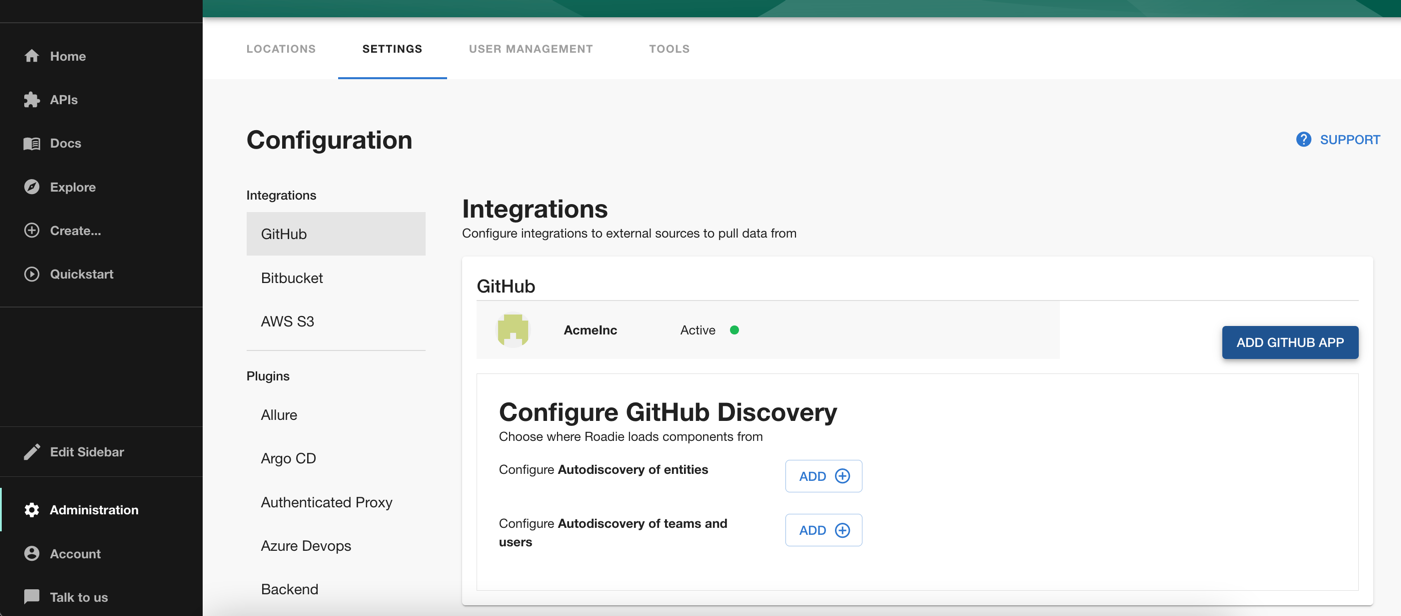 Home
APIs
Docs
Explore
Create...
Quickstart
Edit Sidebar
Administration
Account
Talk to us
LOCATIONS
SETTINGS
USER MANAGEMENT
TOOLS
Configuration
SUPPORT
Integrations
GitHub
Bitbucket
AWS S3
Plugins
Allure
Argo CD
Authenticated Proxy
Azure Devops
Backend
Integrations
Configure integrations to external sources to pull data from
GitHub
AcmeInc
Active
ADD GITHUB APP
Configure GitHub Discovery
Choose where Roadie loads components from
Configure Autodiscovery of entities
ADD
Configure Autodiscovery of teams and
users
ADD